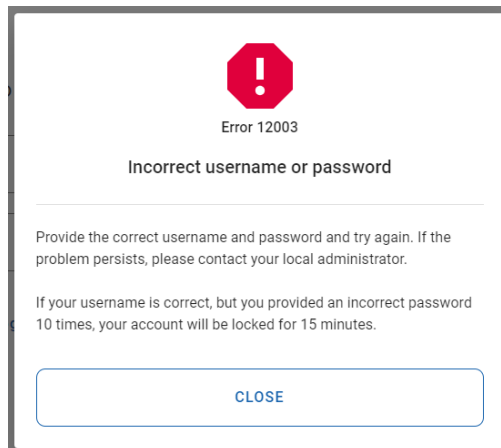 Error 12003
Incorrect username or password
Provide the correct username and password and try again. If the
problem persists, please contact your local administrator.
If your username is correct, but you provided an incorrect password
10 times, your account will be locked for 15 minutes.
CLOSE